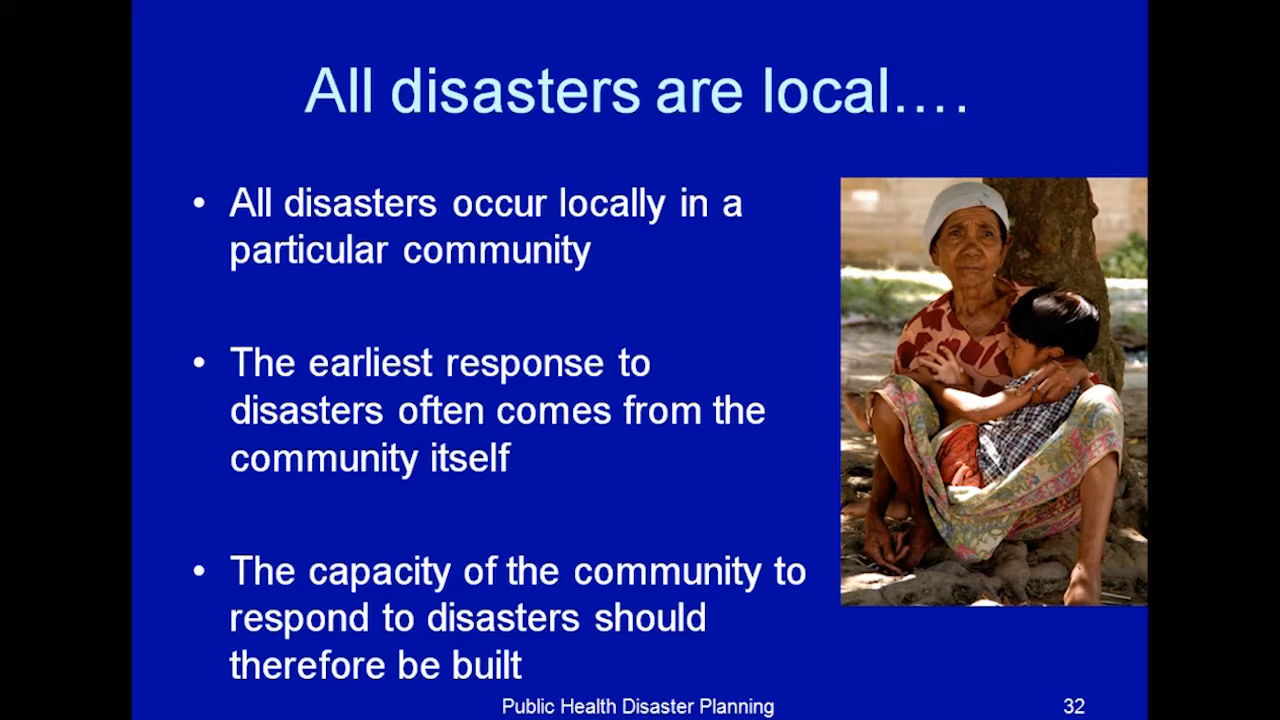 All disasters are local....
• All disasters occur locally in a
particular community
• The earliest response to
disasters often comes from the
community itself
• The capacity of the community to
respond to disasters should
therefore be built
Public Health Disaster Planning
32